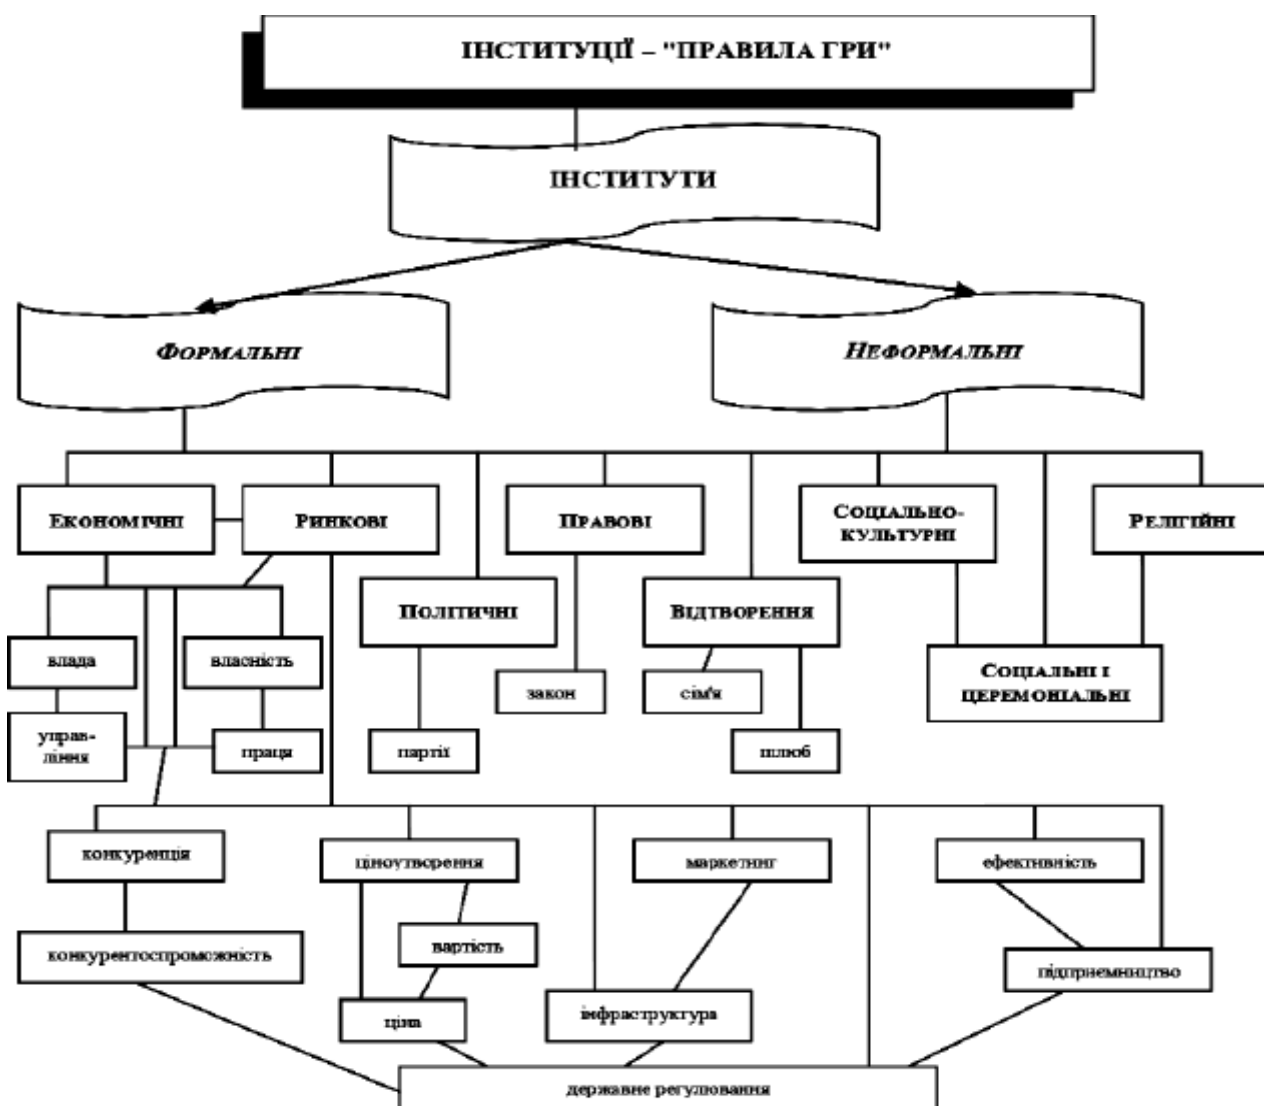 ІНСТИТУЦІЇ – "ПРАВИЛА ГРИ"
ІНСТИТУТИ
ФОРМАЛЬНІ
НЕФОРМАЛЬНІ
ЕКОНОМІЧНІ
РИНКОВІ
ПРАВОВІ
СОЦІАЛЬНО-
КУЛЬТУРНІ
РЕЛІГІЙНІ
ПОЛІТИЧНІ
ВІДТВОРЕННЯ
влада
власність
закон
сім'я
СОЦІАЛЬНІ І
ЦЕРЕМОНІАЛЬНІ
управ-
ління
праця
партії
шлюб
конкуренція
ціноутворення
маркетинг
ефективність
вартість
конкурентоспроможність
підприємництво
ціна
інфраструктура
державне регулювання